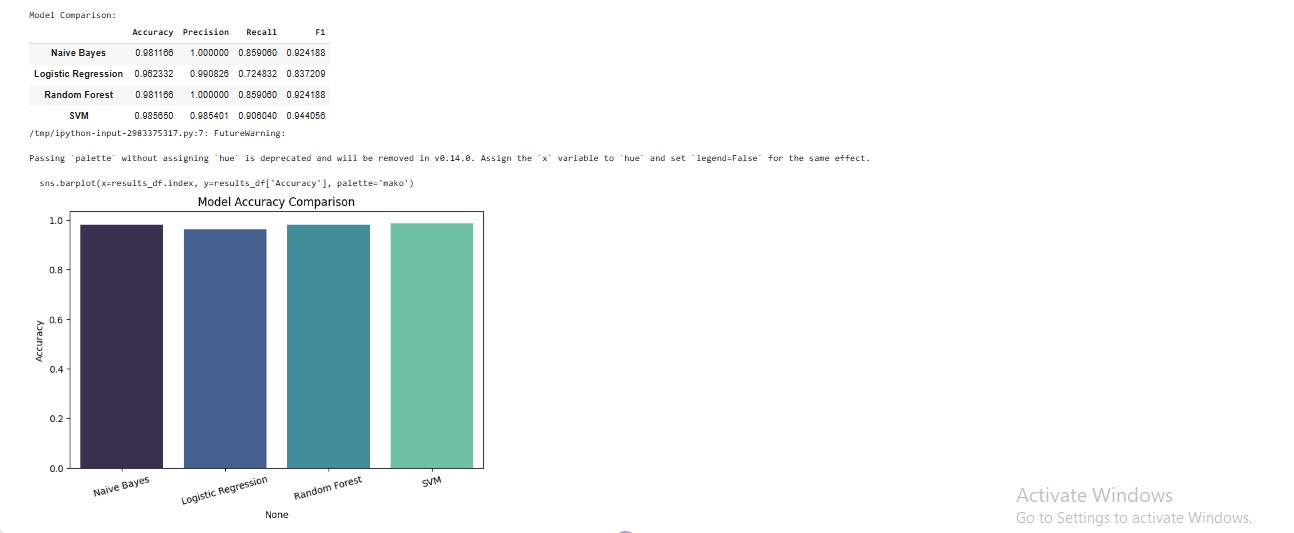 Model Comparison:
Accuracy Precision Recall F1
Naive Bayes 0.981166 1.000000 0.859060 0.924188
Logistic Regression 0.962332 0.990826 0.724832 0.837209
Random Forest 0.981166 1.000000 0.859060 0.924188
SVM 0.985650 0.985401 0.906040 0.944056
/tmp/ipython-input-2983375317.py:7: FutureWarning:
Passing `palette` without assigning `hue` is deprecated and will be removed in v0.14.0. Assign the `x` variable to `hue` and set `legend=False` for the same effect.
sns.barplot(x=results_df.index, y=results_df['Accuracy'], palette='mako')
Model Accuracy Comparison
1.0
0.8
0.6
0.4
0.2
0.0
Accuracy
Naive Bayes Logistic Regression Random Forest SVM
None
Activate Windows
Go to Settings to activate Windows.